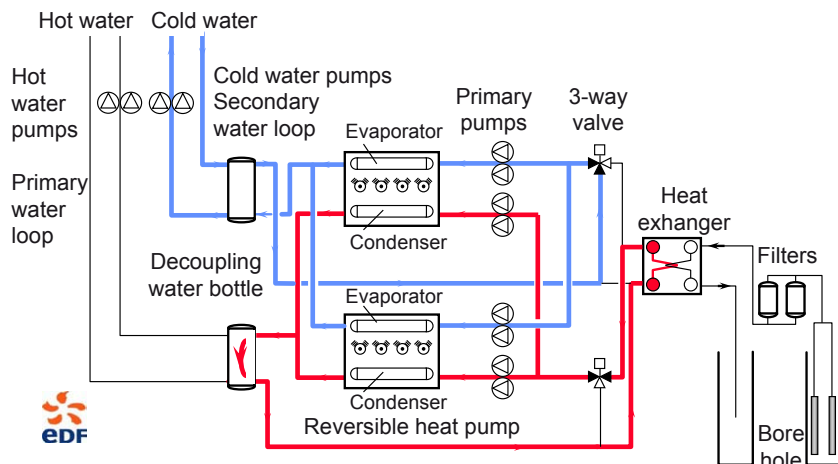 Hot water
Cold water
Hot
water
pumps
Cold water pumps
Secondary
water loop
Primary
pumps
3-way
valve
Evaporator
Primary
water
loop
Condenser
Heat
exhanger
Filters
Decoupling
water bottle
Evaporator
Condenser
Reversible heat pump
Bore
hole
eDF